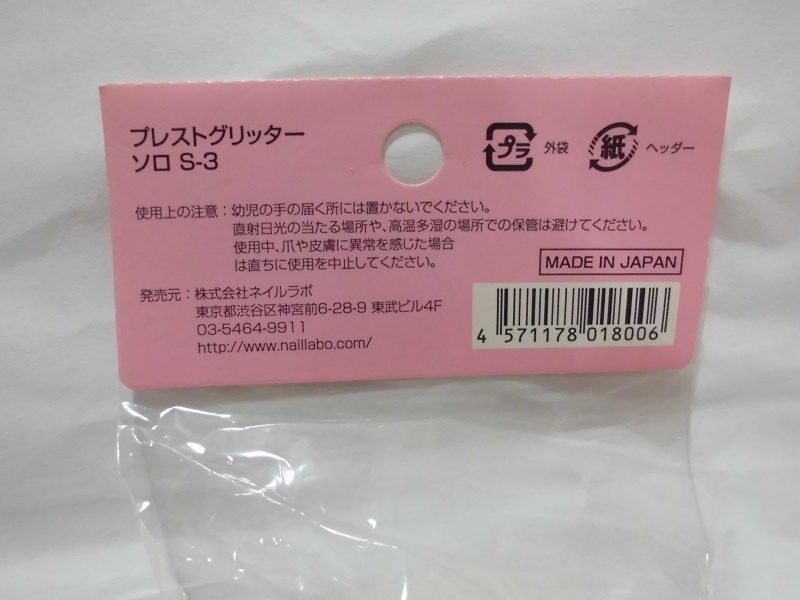 プレストグリッター
ソロ S-3
プラ 外袋
紙 ヘッダー
使用上の注意：幼児の手の届く所には置かないでください。
直射日光の当たる場所や、高温多湿の場所での保管は避けてください。
使用中、爪や皮膚に異常を感じた場合
は直ちに使用を中止してください。
MADE IN JAPAN
発売元：株式会社ネイルラボ
東京都渋谷区神宮前6-28-9 東武ビル4F
03-5464-9911
http://www.naillabo.com/
4 571178 018006